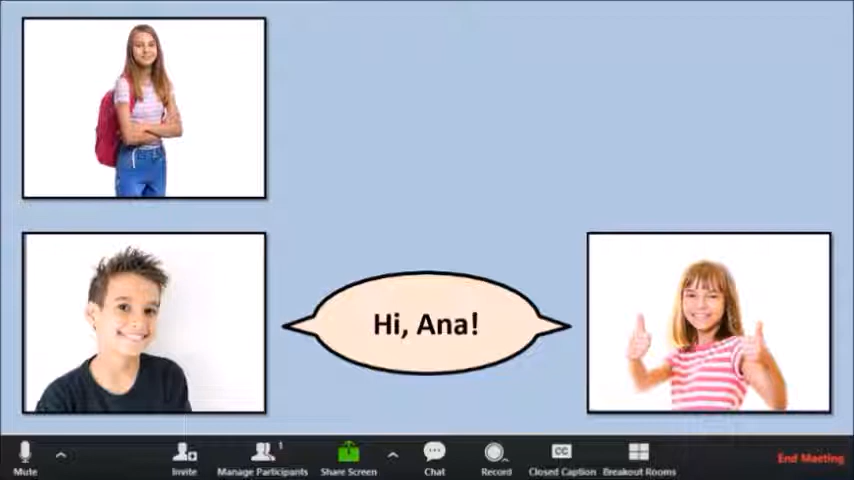 Hi, Ana!
1
Mute
Invite
Manage Participants
Share Screen
Chat
Record
Closed Caption
Breakout Rooms
End Meeting
CC